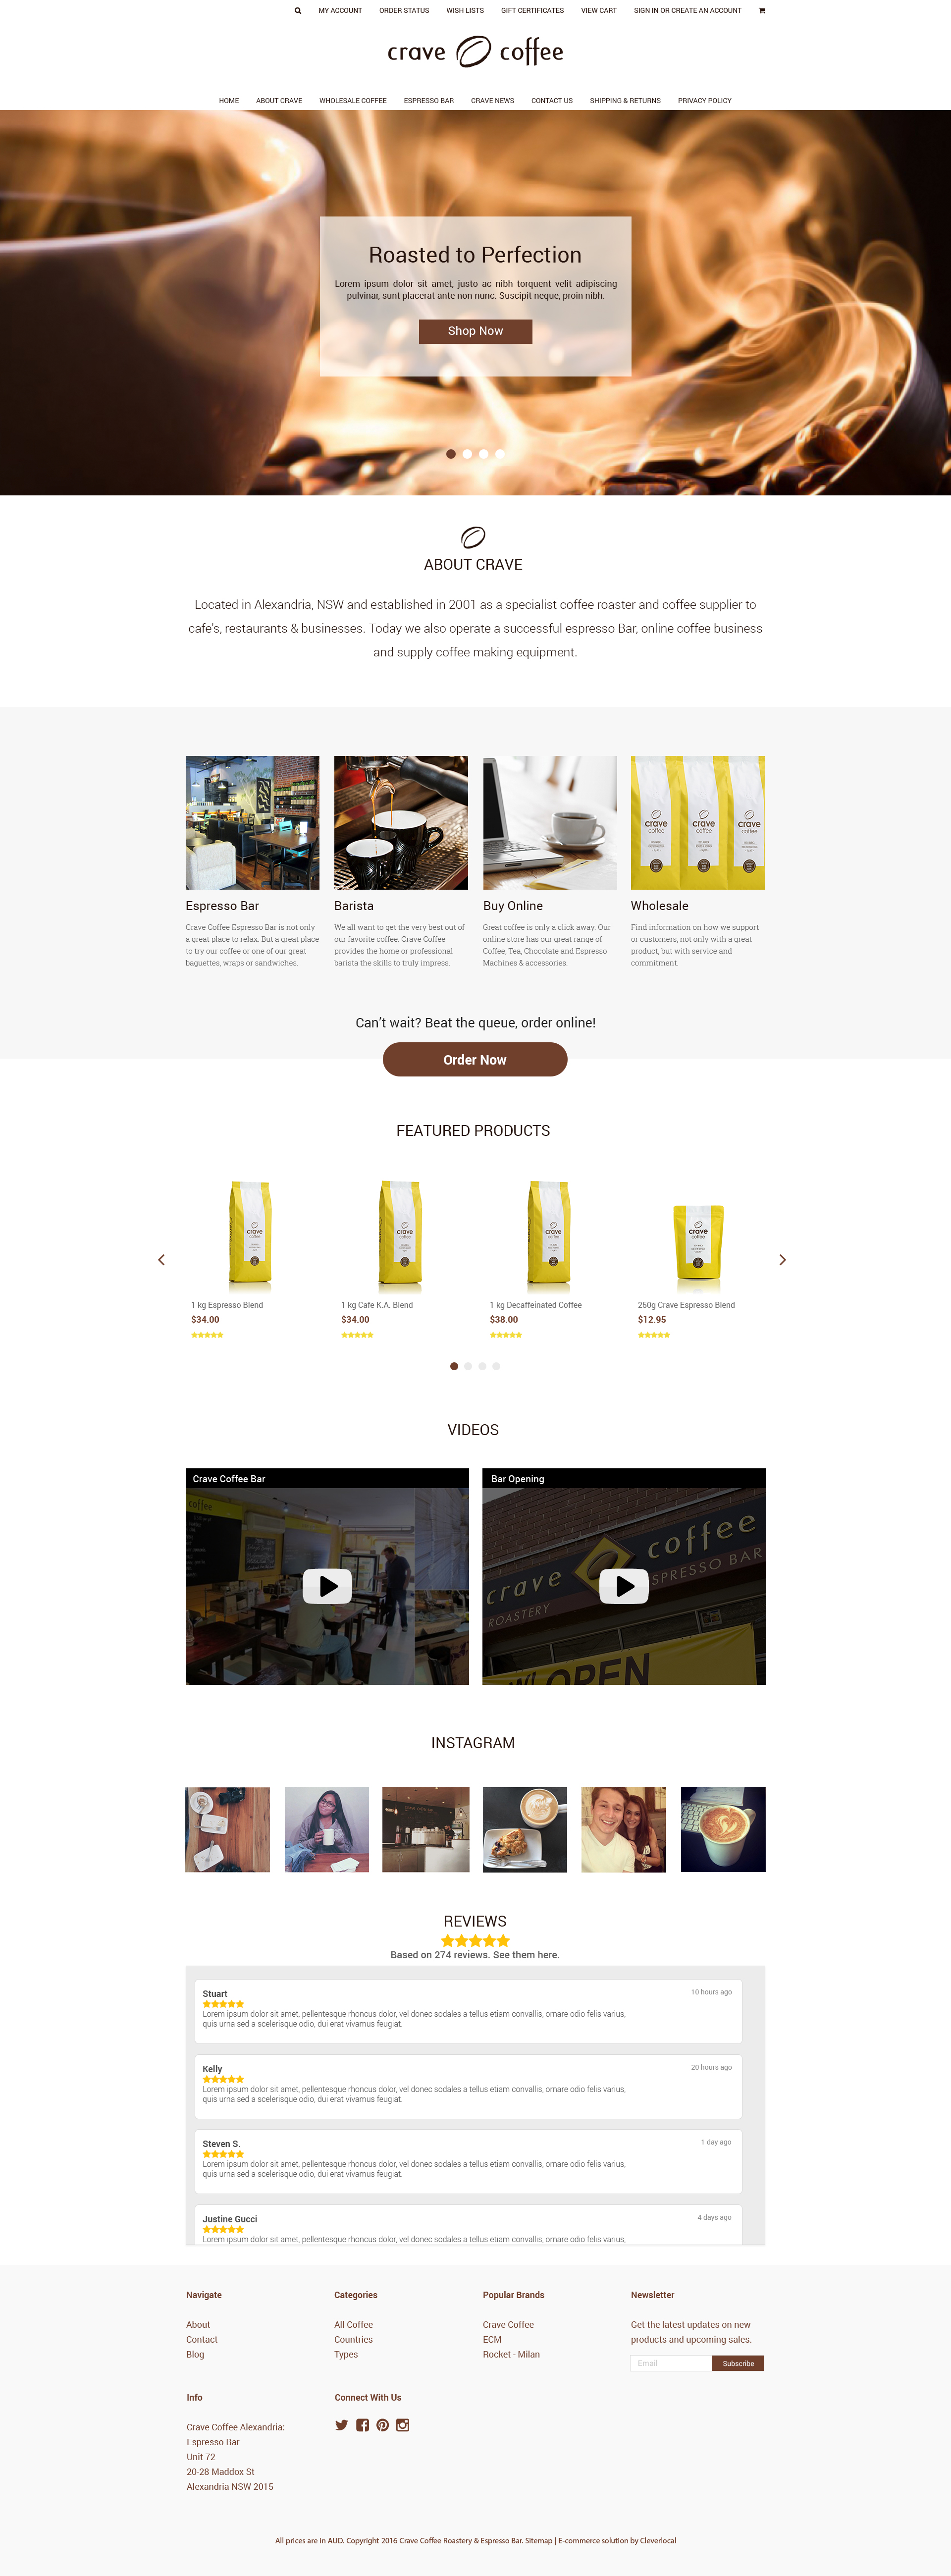 MY ACCOUNT ORDER STATUS WISH LISTS GIFT CERTIFICATES VIEW CART SIGN IN OR CREATE AN ACCOUNT
crave coffee
HOME ABOUT CRAVE WHOLESALE COFFEE ESPRESSO BAR CRAVE NEWS CONTACT US SHIPPING & RETURNS PRIVACY POLICY
Roasted to Perfection
Lorem ipsum dolor sit amet, justo ac nibh torquent velit adipiscing
pulvinar, sunt placerat ante non nunc. Suscipit neque, proin nibh.
Shop Now
ABOUT CRAVE
Located in Alexandria, NSW and established in 2001 as a specialist coffee roaster and coffee supplier to
cafe's, restaurants & businesses. Today we also operate a successful espresso Bar, online coffee business
and supply coffee making equipment.
crave coffee
crave coffee
crave coffee
Espresso Bar
Crave Coffee Espresso Bar is not only
a great place to relax. But a great place
to try our coffee or one of our great
baguettes, wraps or sandwiches.
Barista
We all want to get the very best out of
our favorite coffee. Crave Coffee
provides the home or professional
barista the skills to truly impress.
Buy Online
Great coffee is only a click away. Our
online store has our great range of
Coffee, Tea, Chocolate and Espresso
Machines & accessories.
Wholesale
Find information on how we support
or customers, not only with a great
product, but with service and
commitment.
Can't wait? Beat the queue, order online!
Order Now
FEATURED PRODUCTS
crave coffee
crave coffee
crave coffee
crave coffee
1 kg Espresso Blend
$34.00
1 kg Cafe K.A. Blend
$34.00
1 kg Decaffeinated Coffee
$38.00
250g Crave Espresso Blend
$12.95
VIDEOS
Crave Coffee Bar
coffee
Bar Opening
crave coffee
ROASTERY ESPRESSO BAR
OPEN
INSTAGRAM
REVIEWS
Based on 274 reviews. See them here.
Stuart 10 hours ago
Lorem ipsum dolor sit amet, pellentesque rhoncus dolor, vel donec sodales a tellus etiam convallis, ornare odio felis varius,
quis urna sed a scelerisque odio, dui erat vivamus feugiat.
Kelly 20 hours ago
Lorem ipsum dolor sit amet, pellentesque rhoncus dolor, vel donec sodales a tellus etiam convallis, ornare odio felis varius,
quis urna sed a scelerisque odio, dui erat vivamus feugiat.
Steven S. 1 day ago
Lorem ipsum dolor sit amet, pellentesque rhoncus dolor, vel donec sodales a tellus etiam convallis, ornare odio felis varius,
quis urna sed a scelerisque odio, dui erat vivamus feugiat.
Justine Gucci 4 days ago
Lorem ipsum dolor sit amet, pellentesque rhoncus dolor, vel donec sodales a tellus etiam convallis, ornare odio felis varius,
Navigate
About
Contact
Blog
Categories
All Coffee
Countries
Types
Popular Brands
Crave Coffee
ECM
Rocket - Milan
Newsletter
Get the latest updates on new
products and upcoming sales.
Email Subscribe
Info
Crave Coffee Alexandria:
Espresso Bar
Unit 72
20-28 Maddox St
Alexandria NSW 2015
Connect With Us
All prices are in AUD. Copyright 2016 Crave Coffee Roastery & Espresso Bar. Sitemap | E-commerce solution by Cleverlocal